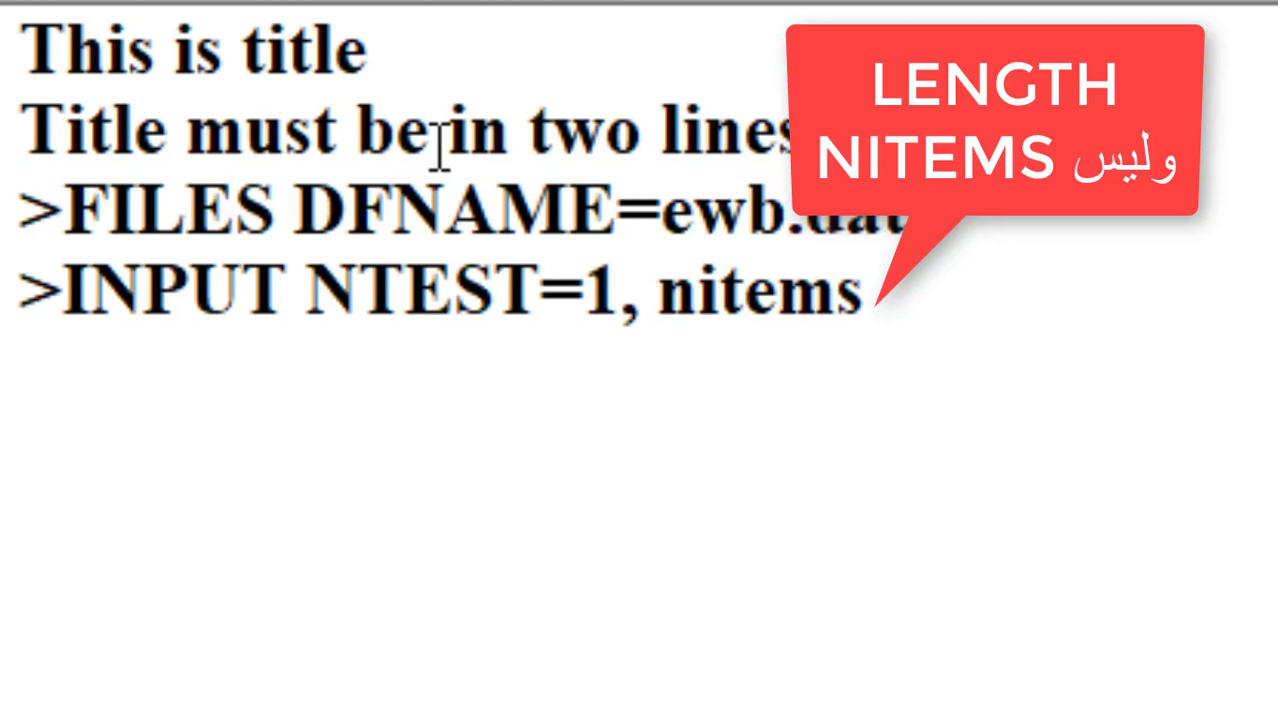 This is title
Title must be in two lines
>FILES DFNAME=ewb.dat
>INPUT NTEST=1, nitems
LENGTH
وليس NITEMS